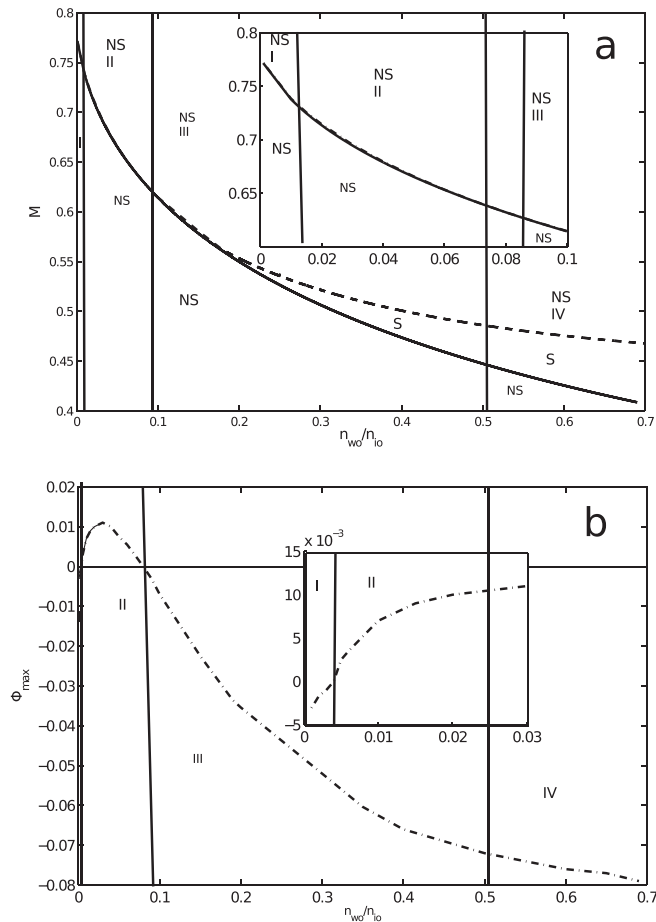 0.8
0.75
0.7
0.65
0.6
0.55
0.5
0.45
0.4
M
0 0.1 0.2 0.3 0.4 0.5 0.6 0.7
n_wo/n_io
a
I
NS
II
NS
III
NS
NS
S
NS
IV
S
NS
0.8
0.75
0.7
0.65
0 0.02 0.04 0.06 0.08 0.1
NS
I
NS
II
NS
III
NS
NS
NS
b
0.02
0.01
0
−0.01
−0.02
−0.03
−0.04
−0.05
−0.06
−0.07
−0.08
Φ_max
0 0.1 0.2 0.3 0.4 0.5 0.6 0.7
n_wo/n_io
II
III
IV
x 10^−3
15
10
5
0
−5
0 0.01 0.02 0.03
I
II